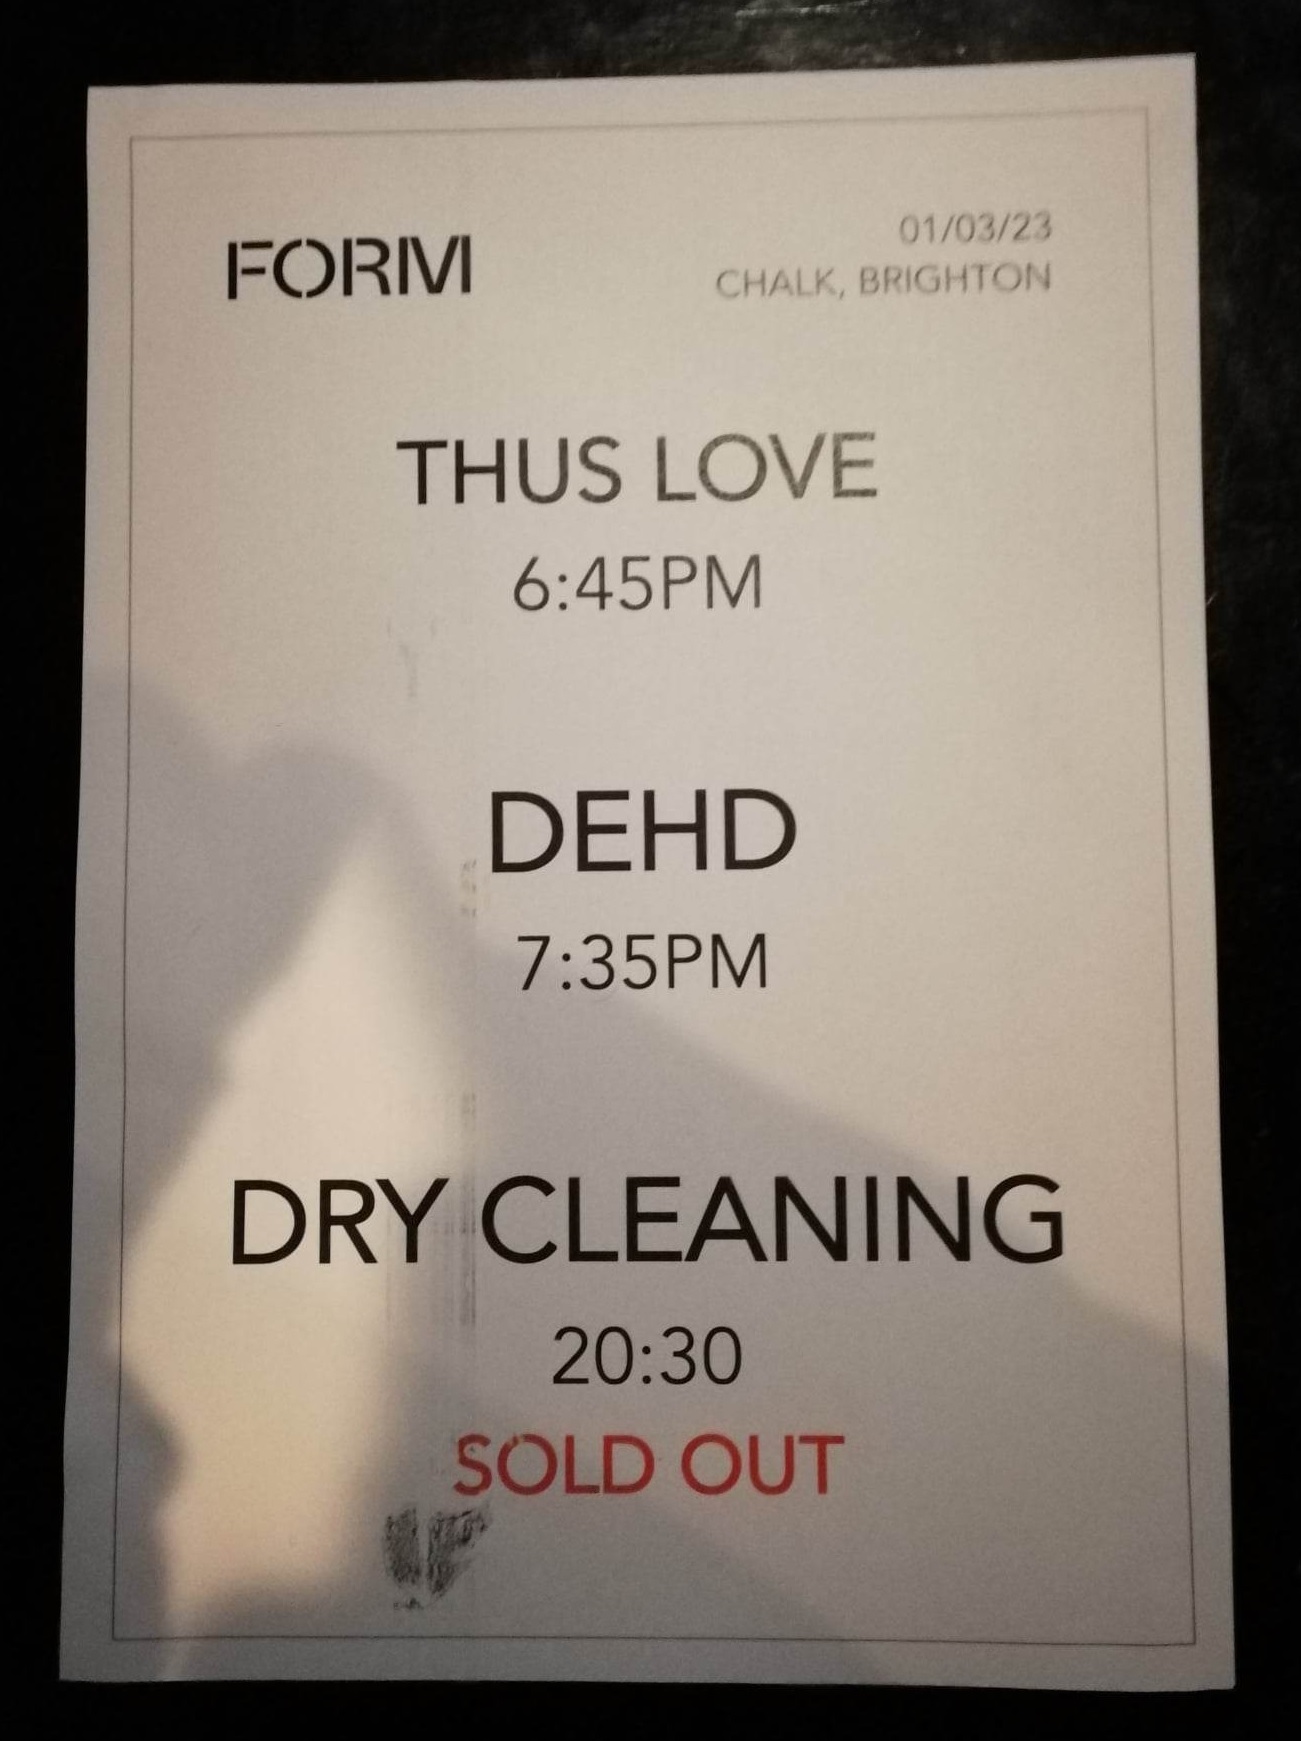 FORM
01/03/23
CHALK, BRIGHTON
THUS LOVE
6:45PM
DEHD
7:35PM
DRY CLEANING
20:30
SOLD OUT